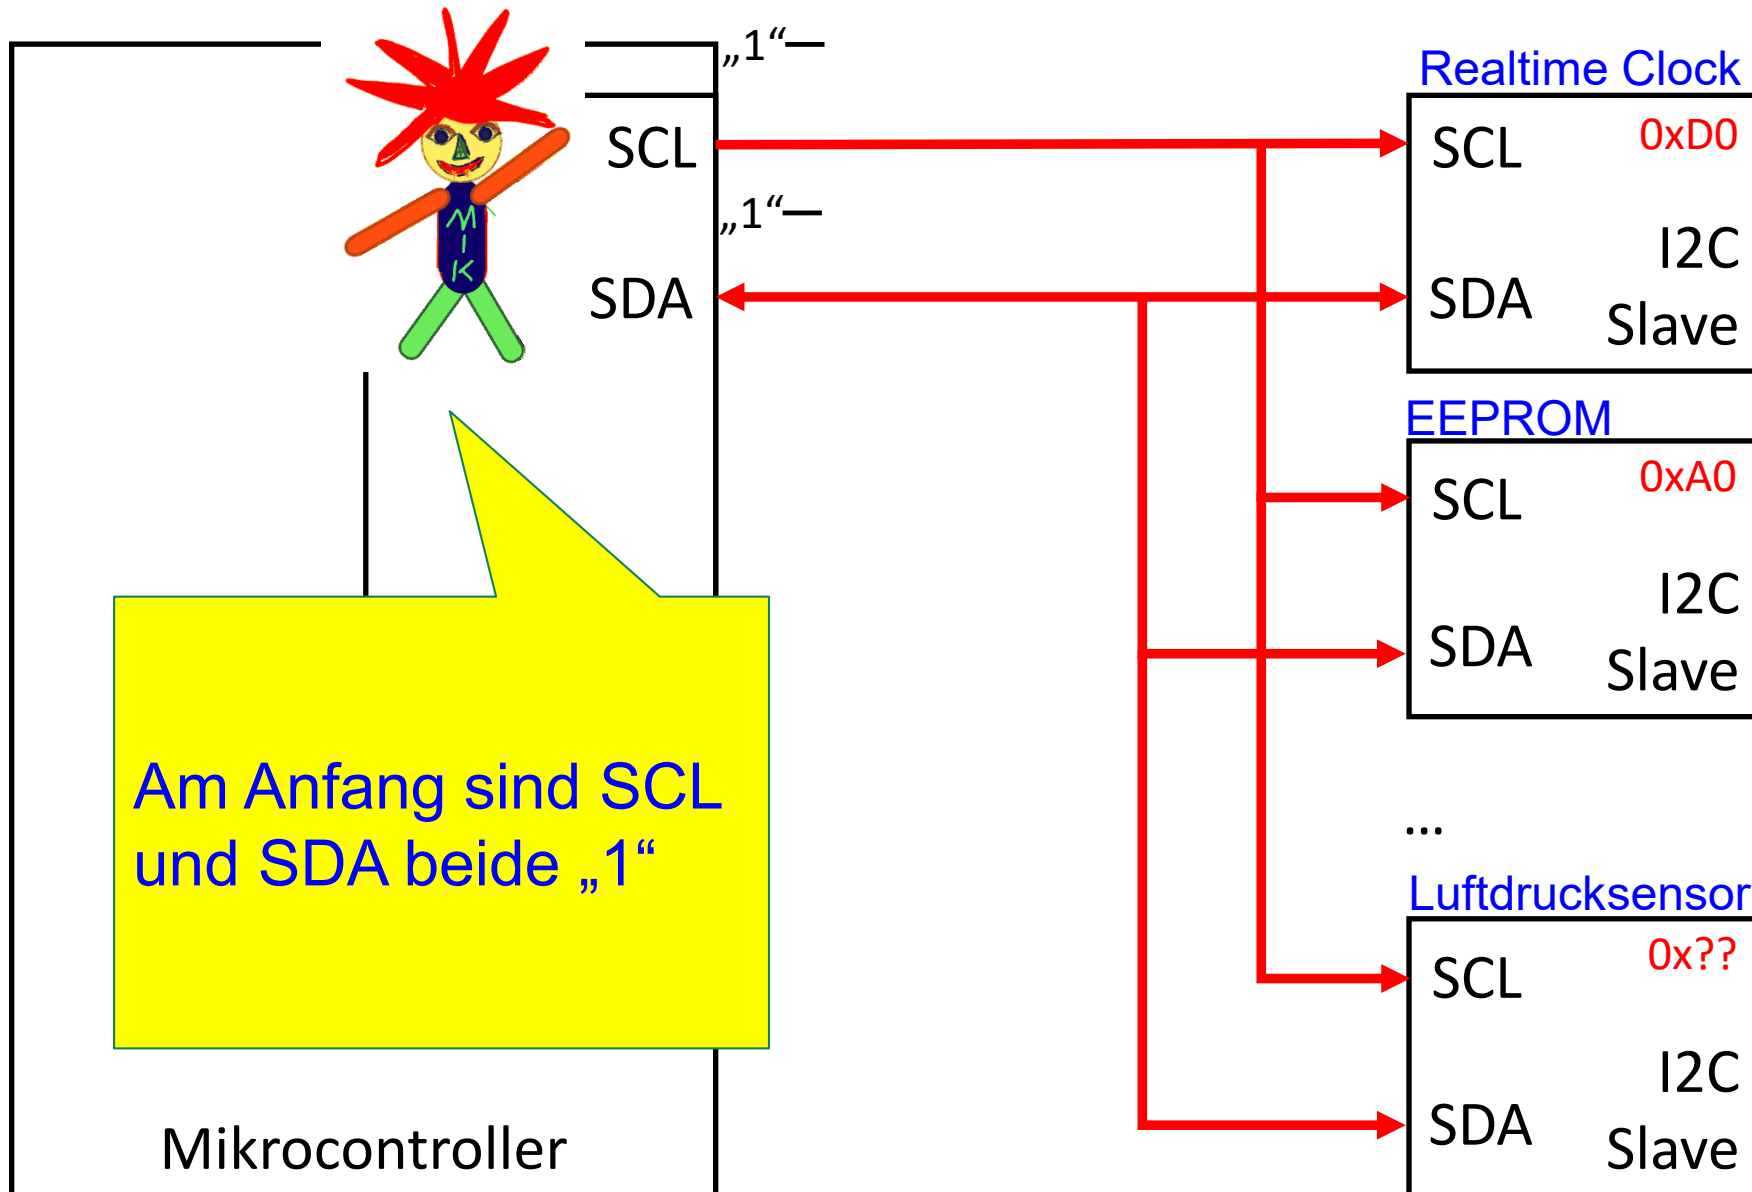 „1“
SCL
„1“
SDA
MIK
Am Anfang sind SCL
und SDA beide „1“
Mikrocontroller
Realtime Clock
SCL 0xD0
I2C
SDA
Slave
EEPROM
SCL 0xA0
I2C
SDA
Slave
...
Luftdrucksensor
SCL 0x??
I2C
SDA
Slave